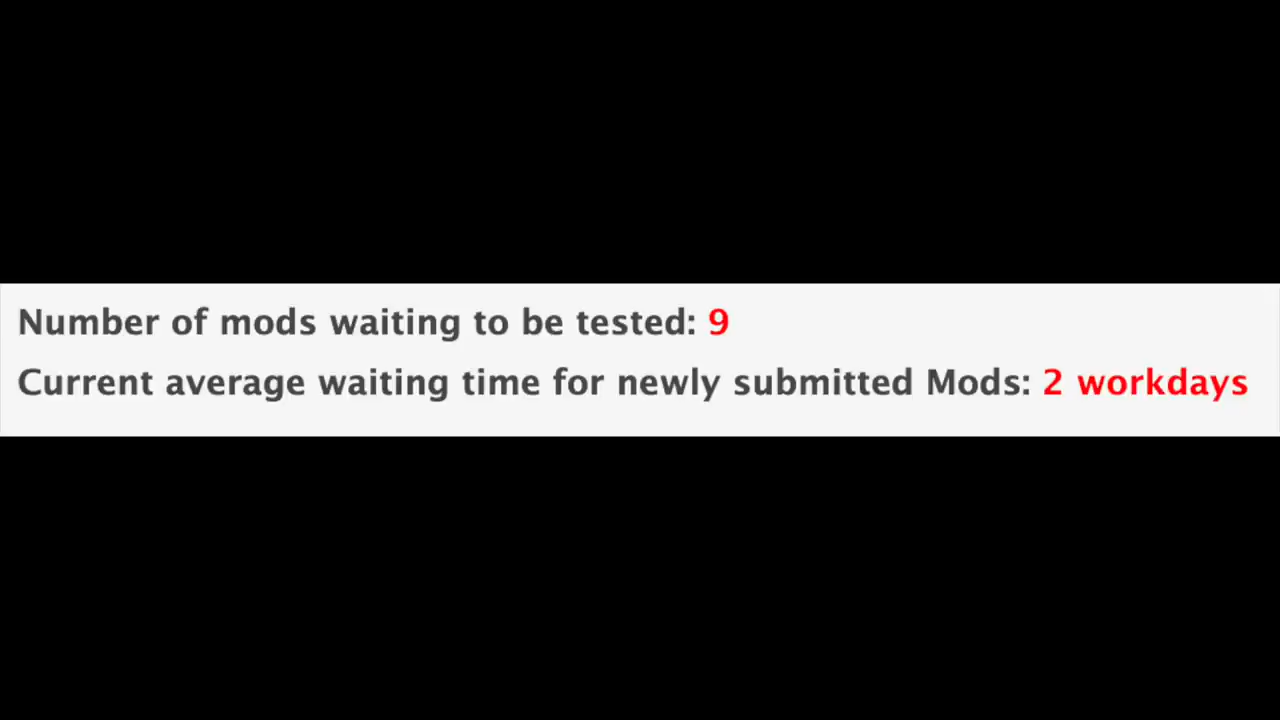 Number of mods waiting to be tested: 9
Current average waiting time for newly submitted Mods: 2 workdays